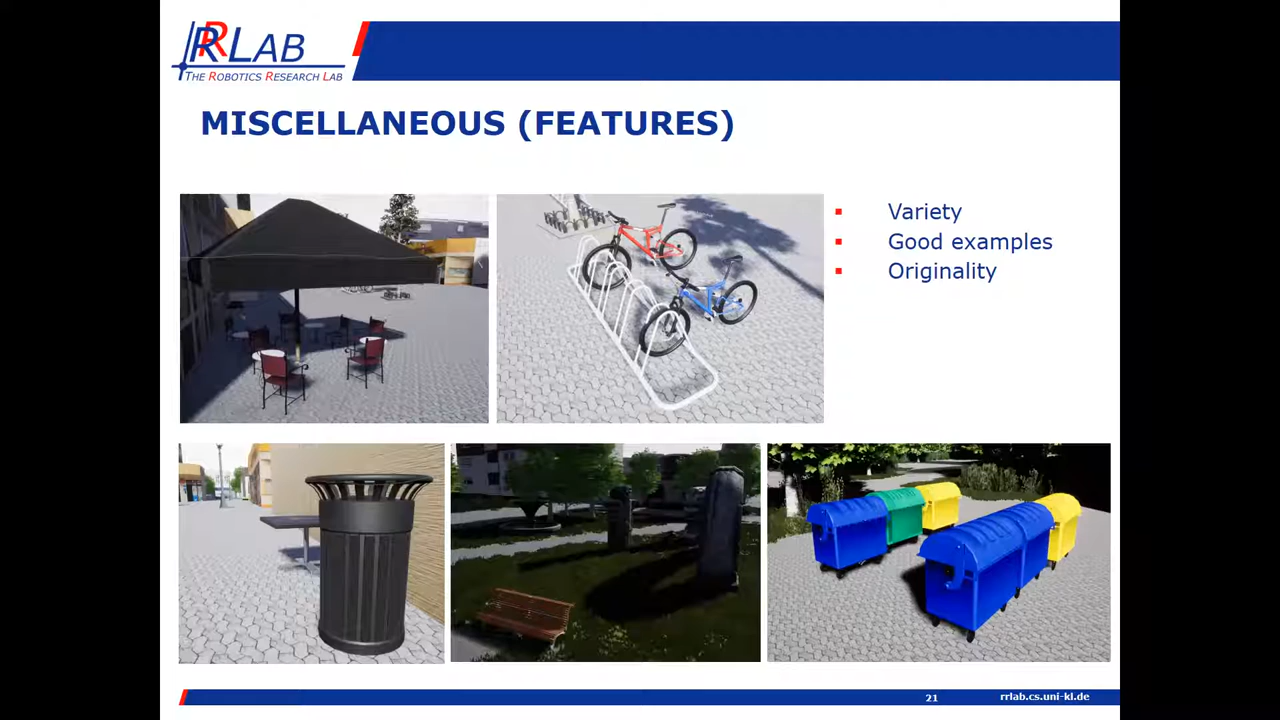 RRLAB
THE ROBOTICS RESEARCH LAB
MISCELLANEOUS (FEATURES)
▪ Variety
▪ Good examples
▪ Originality
21
rrlab.cs.uni-kl.de